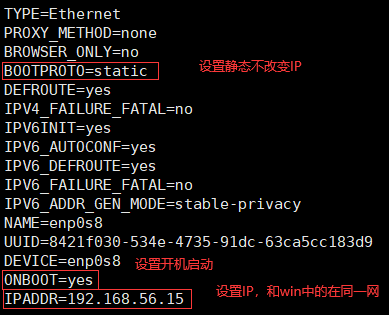 TYPE=Ethernet
PROXY_METHOD=none
BROWSER_ONLY=no
BOOTPROTO=static 设置静态不改变IP
DEFROUTE=yes
IPV4_FAILURE_FATAL=no
IPV6INIT=yes
IPV6_AUTOCONF=yes
IPV6_DEFROUTE=yes
IPV6_FAILURE_FATAL=no
IPV6_ADDR_GEN_MODE=stable-privacy
NAME=enp0s8
UUID=8421f030-534e-4735-91dc-63ca5cc183d9
DEVICE=enp0s8 设置开机启动
ONBOOT=yes
IPADDR=192.168.56.15 设置IP，和win中的在同一网